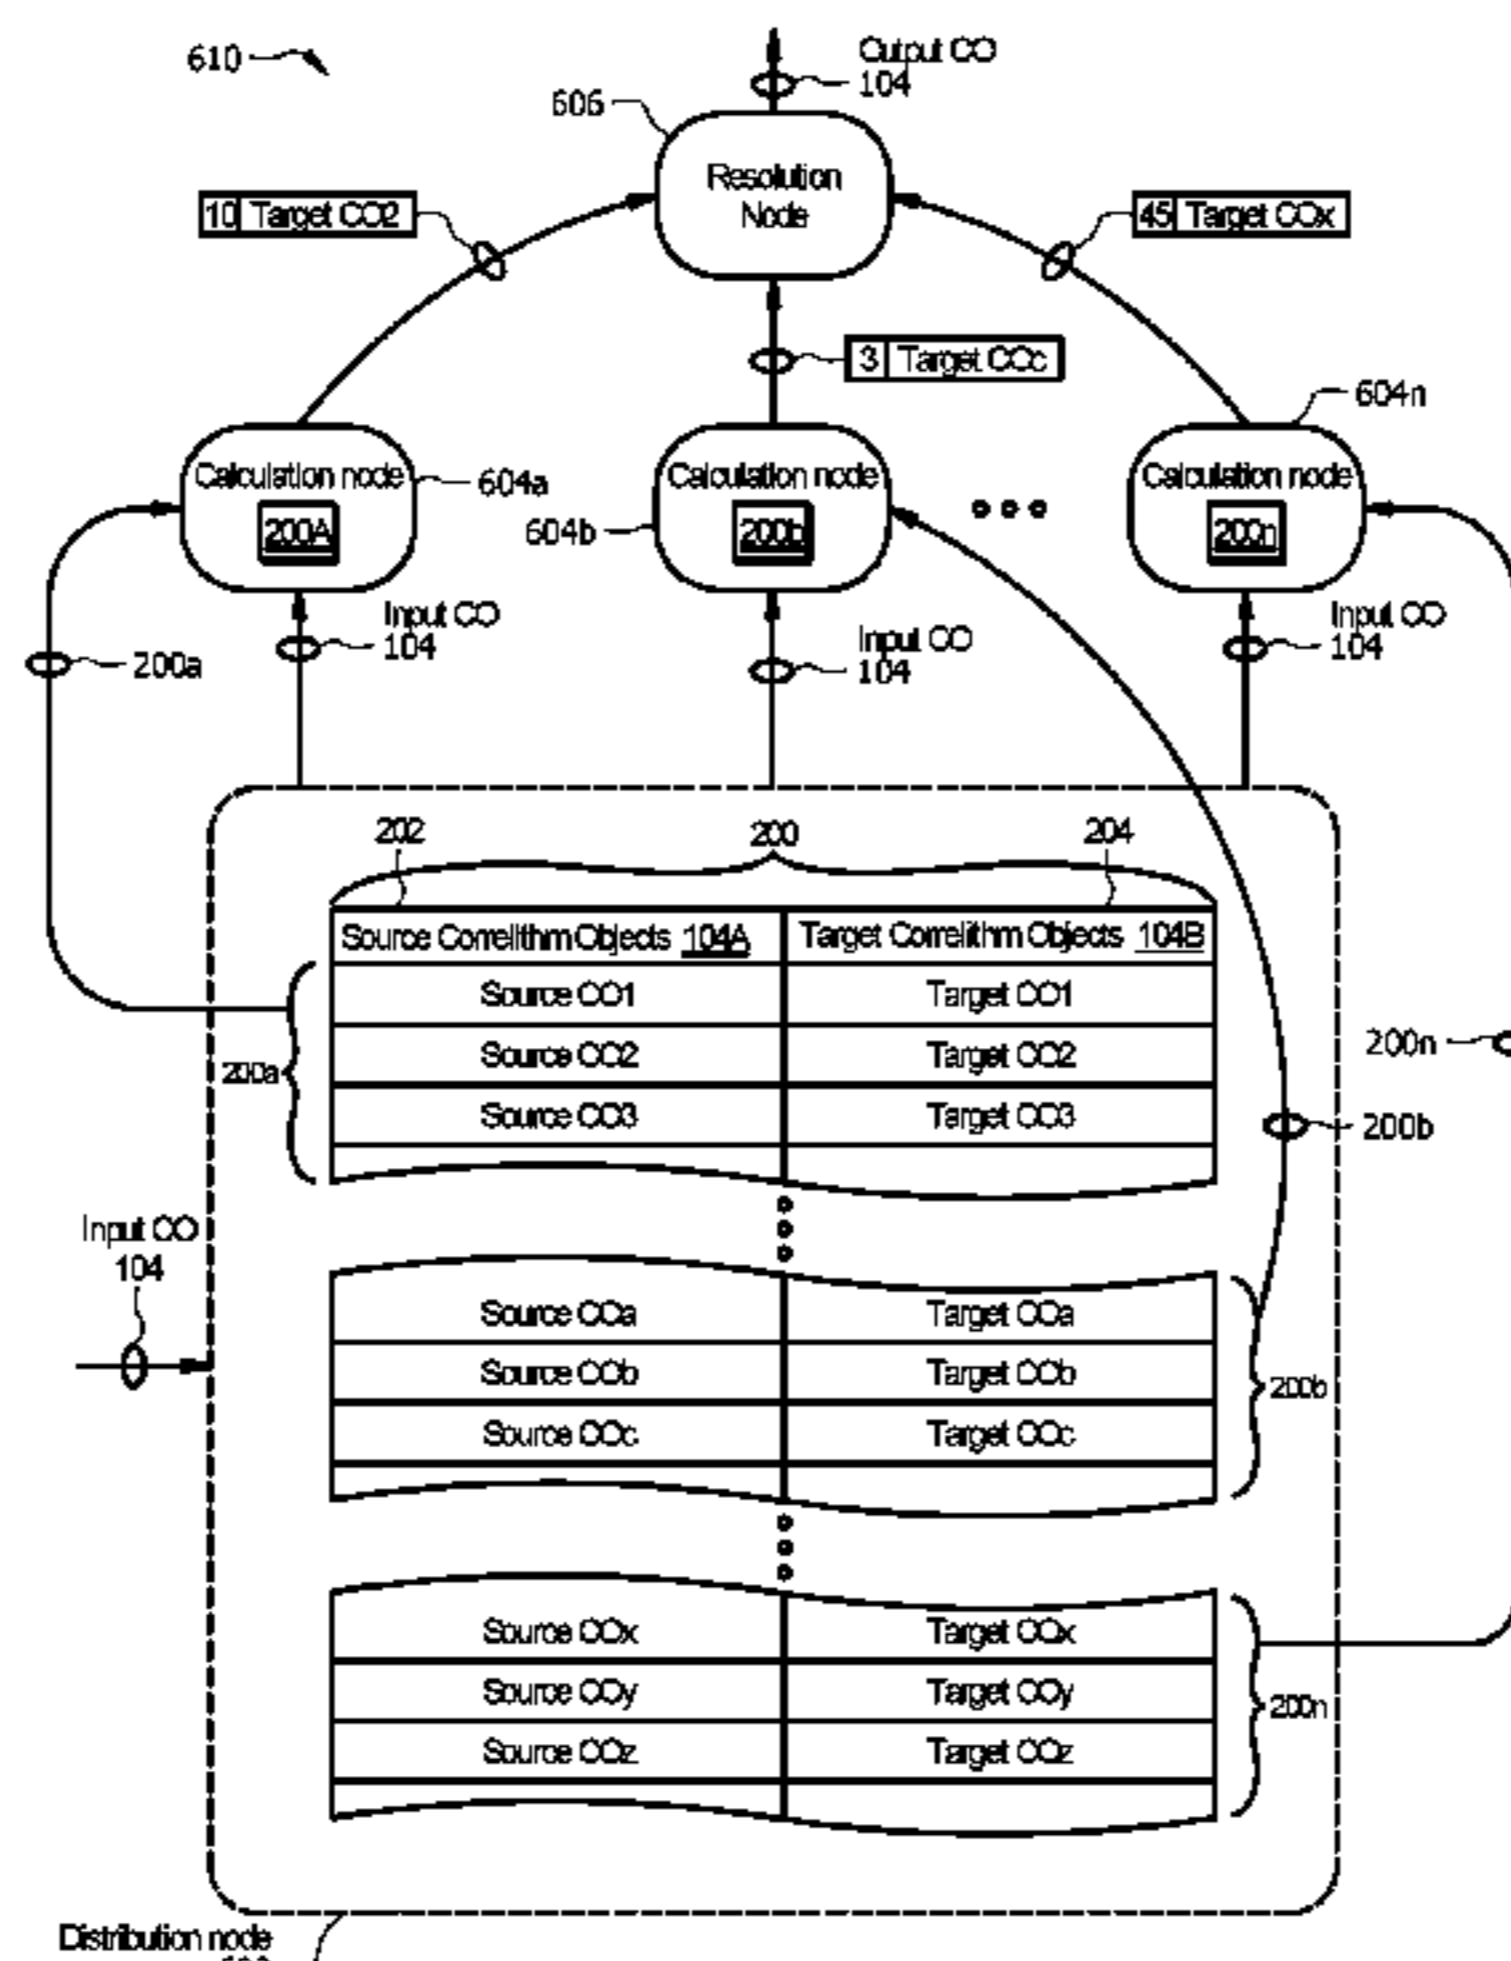 610
Output CO
104
606
Resolution
Node
10 Target CO2
45 Target COx
3 Target COc
604n
Calculation node
200A
604a
Calculation node
200b
604b
Calculation node
200n
Input CO
104
Input CO
104
Input CO
104
200a
202
200
204
Source Correlithm Objects 104A
Target Correlithm Objects 104B
Source CO1
Target CO1
Source CO2
Target CO2
Source CO3
Target CO3
200a
200n
200b
Input CO
104
Source COa
Target COa
Source COb
Target COb
Source COc
Target COc
200b
Source COx
Target COx
Source COy
Target COy
Source COz
Target COz
200n
Distribution node